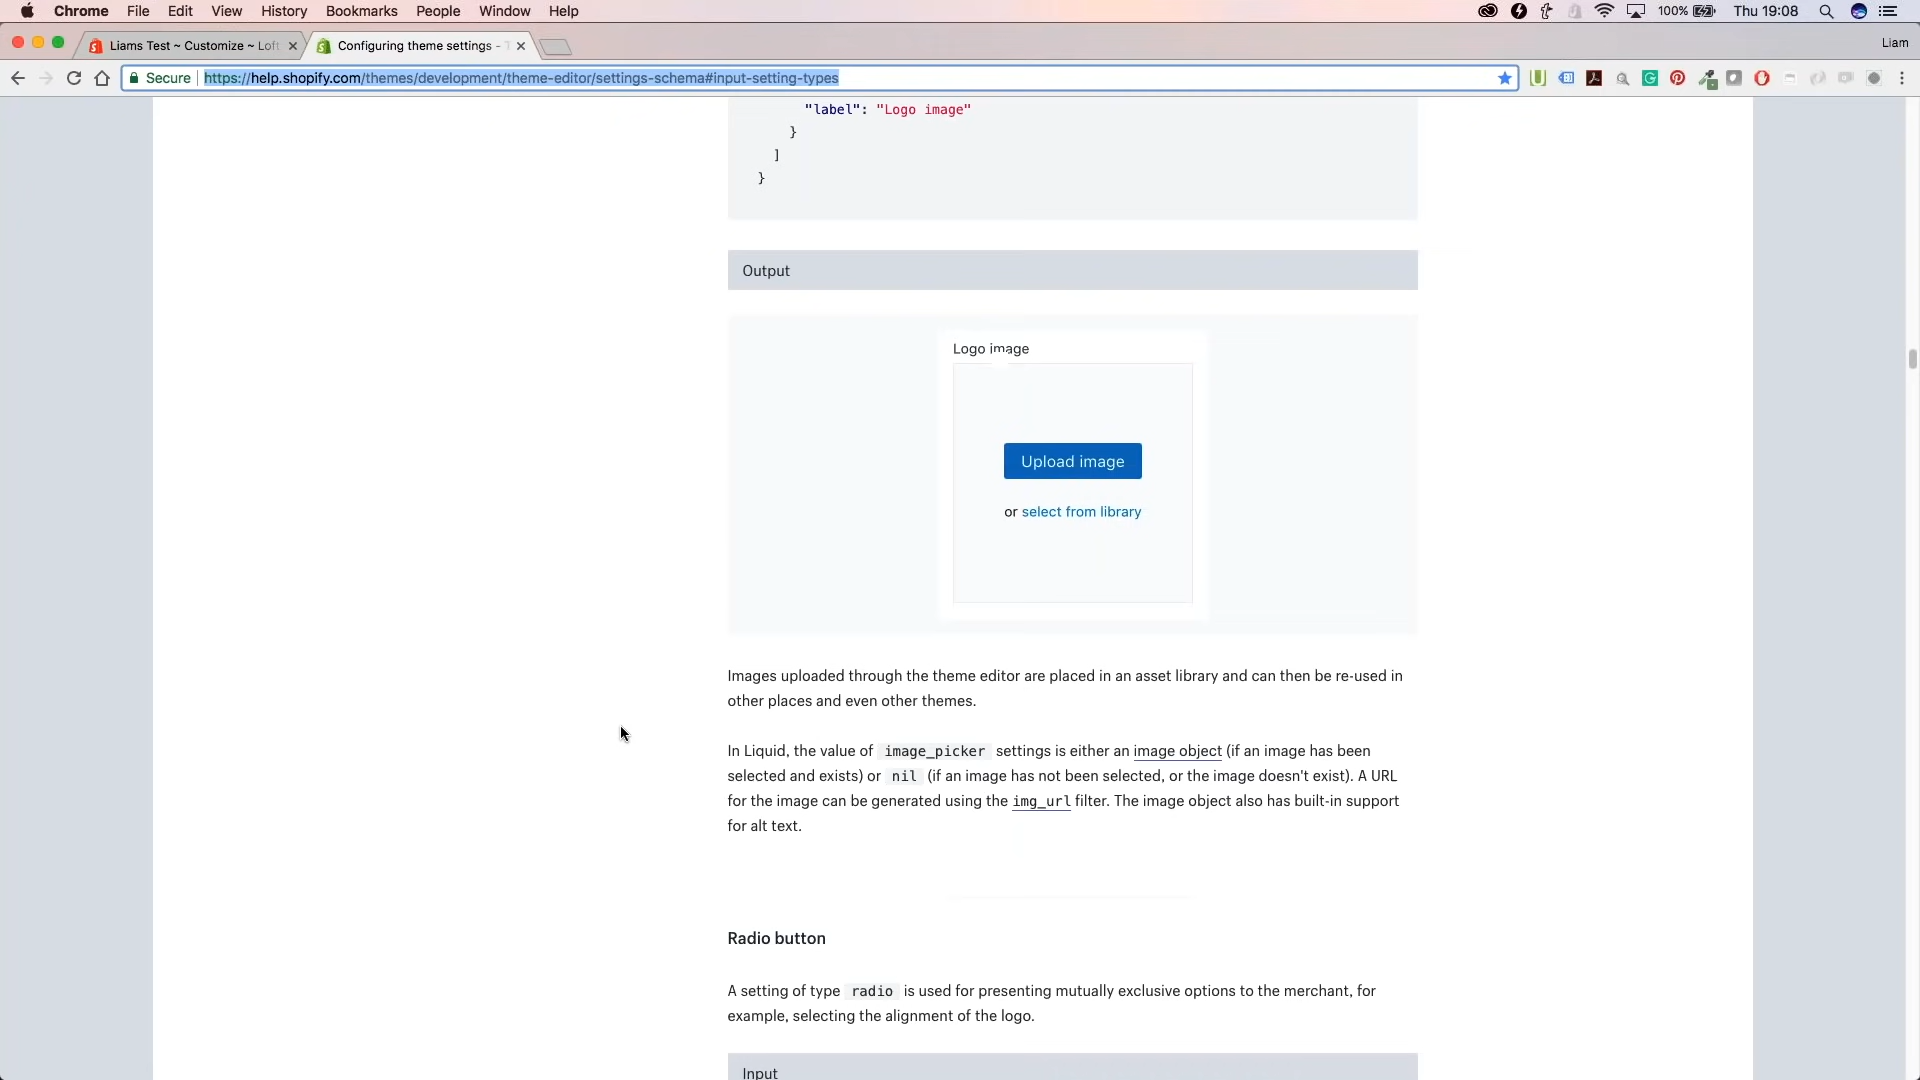 Chrome File Edit View History Bookmarks People Window Help 100% Thu 19:08
Liams Test ~ Customize ~ Loft Configuring theme settings - T Liam
Secure https://help.shopify.com/themes/development/theme-editor/settings-schema#input-setting-types
"label": "Logo image"
}
]
}
Output
Logo image
Upload image
or select from library
Images uploaded through the theme editor are placed in an asset library and can then be re-used in
other places and even other themes.
In Liquid, the value of image_picker settings is either an image object (if an image has been
selected and exists) or nil (if an image has not been selected, or the image doesn't exist). A URL
for the image can be generated using the img_url filter. The image object also has built-in support
for alt text.
Radio button
A setting of type radio is used for presenting mutually exclusive options to the merchant, for
example, selecting the alignment of the logo.
Input